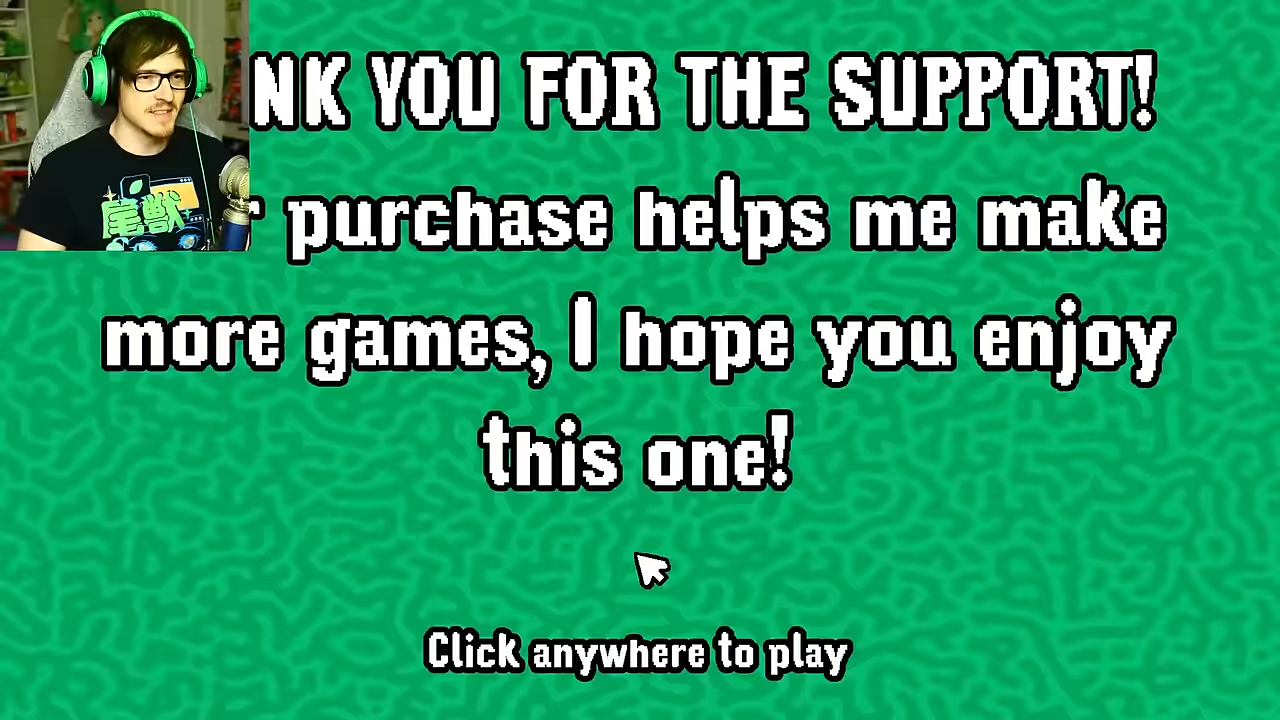 NK YOU FOR THE SUPPORT!
purchase helps me make
more games, I hope you enjoy
this one!
Click anywhere to play